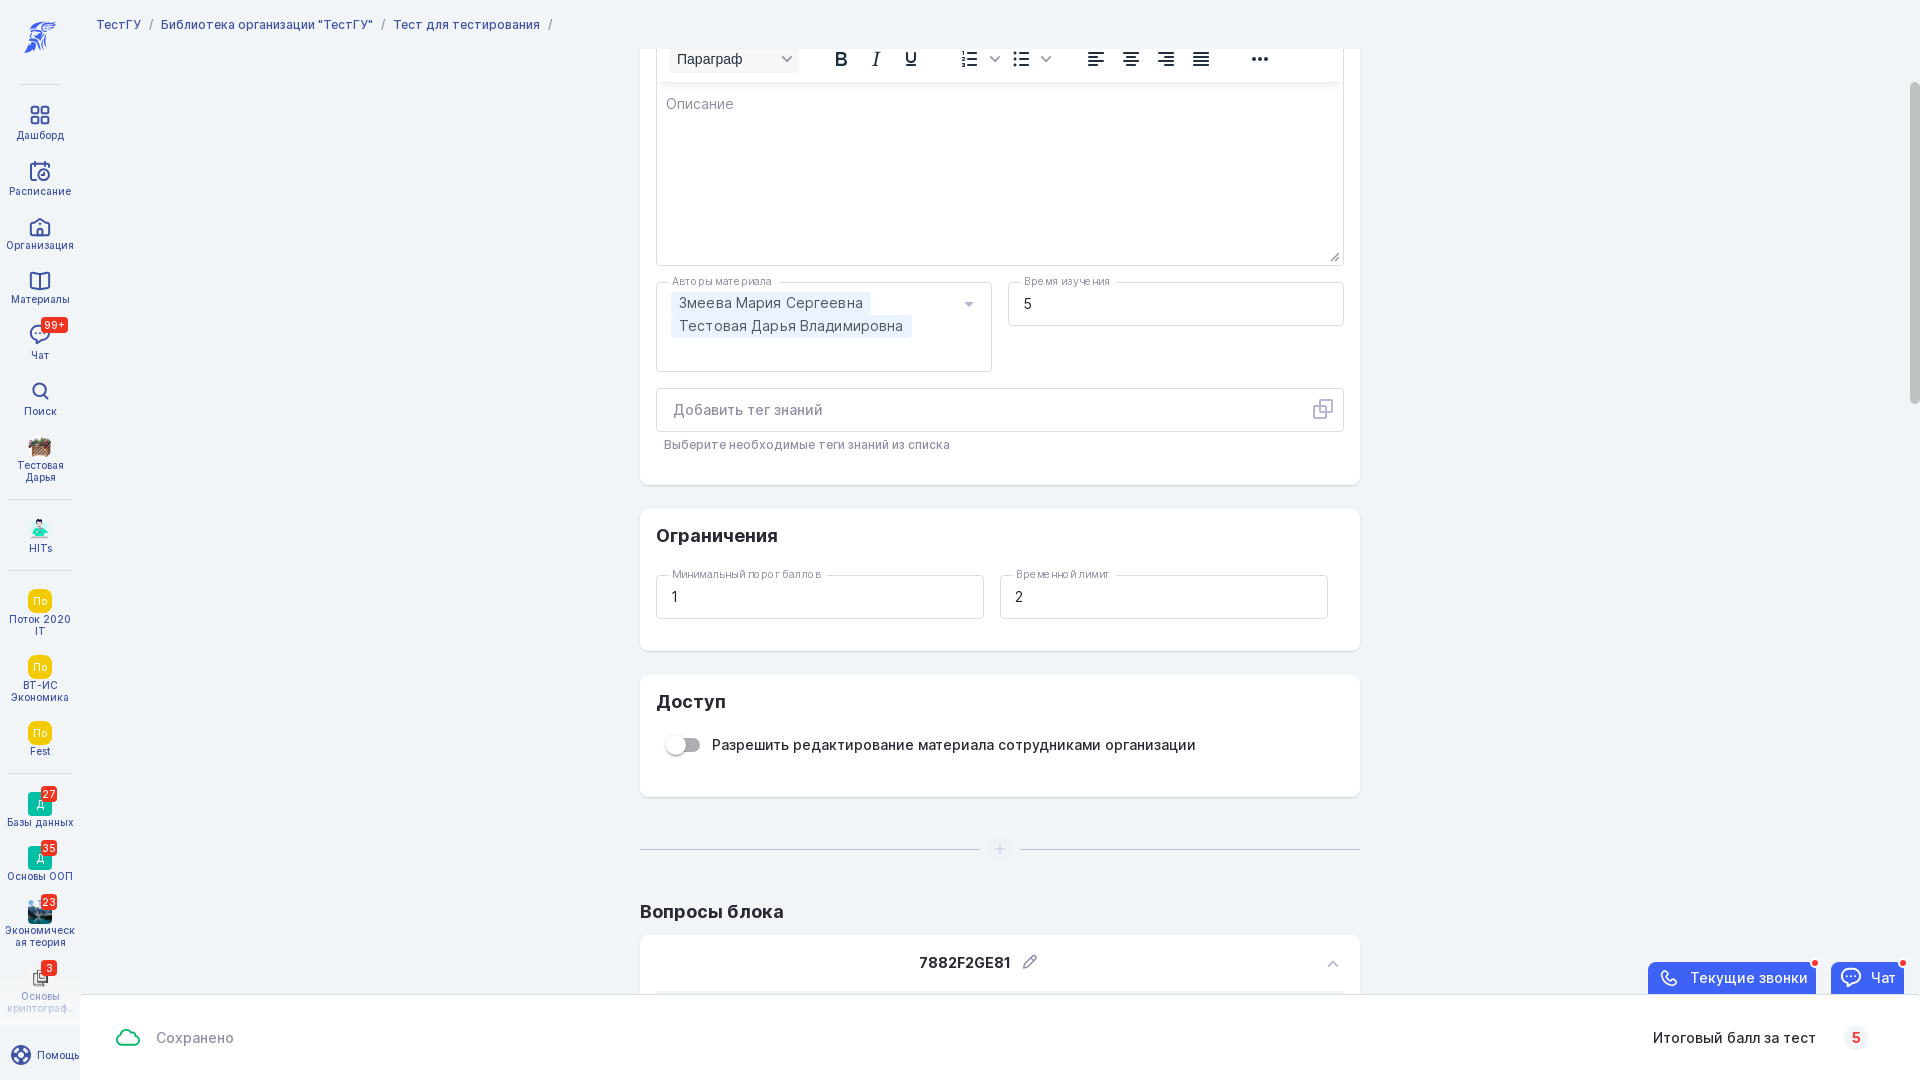 ТестГУ / Библиотека организации "ТестГУ" / Тест для тестирования /
Дашборд
Расписание
Организация
Материалы
99+
Чат
Поиск
Тестовая
Дарья
HITs
По
Поток 2020
IT
По
ВТ-ИС
Экономика
По
Fest
27
Д
Базы данных
35
Д
Основы ООП
23
Экономическ
ая теория
3
Основы
криптограф...
Помощь
Параграф
Описание
Авторы материала
Змеева Мария Сергеевна
Тестовая Дарья Владимировна
Время изучения
5
Добавить тег знаний
Выберите необходимые теги знаний из списка
Ограничения
Минимальный порог баллов
1
Временной лимит
2
Доступ
Разрешить редактирование материала сотрудниками организации
Вопросы блока
7882F2GE81
Текущие звонки
Чат
Сохранено
Итоговый балл за тест 5